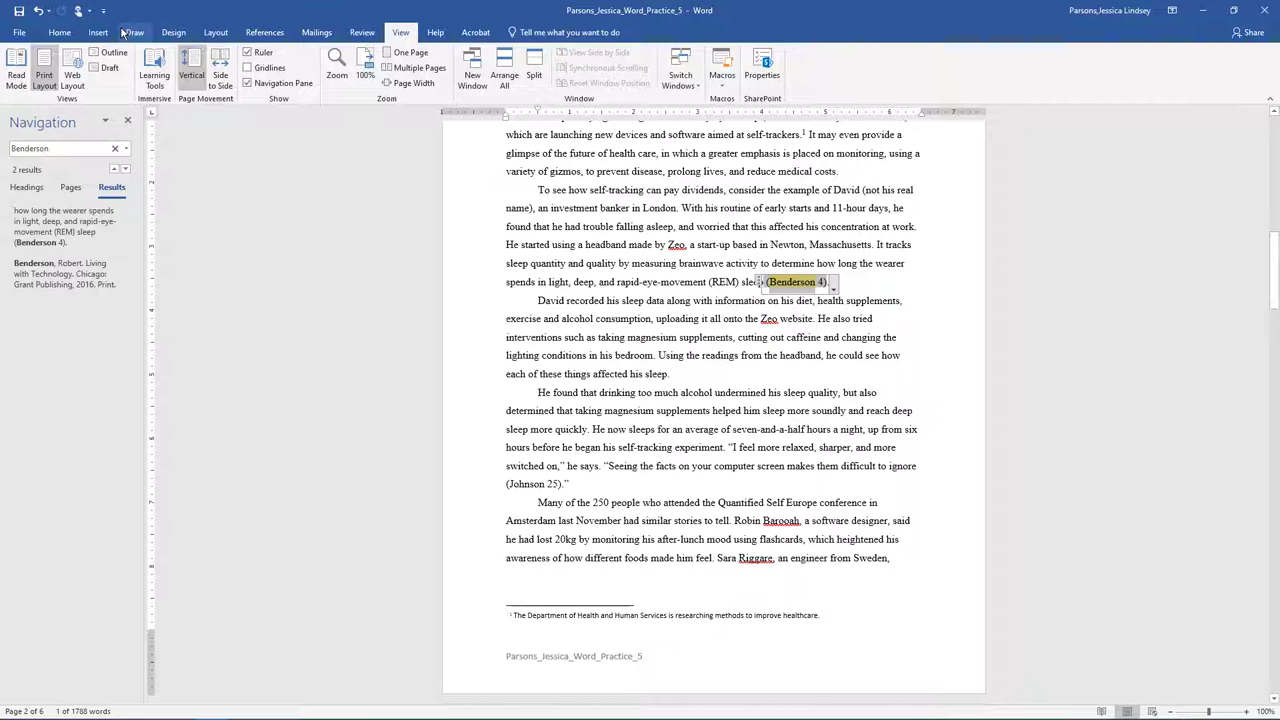 Parsons_Jessica_Word_Practice_5 - Word
Parsons, Jessica Lindsey
File Home Insert Draw Design Layout References Mailings Review View Help Acrobat Tell me what you want to do
Share
Read Mode
Print Layout
Web Layout
Outline
Draft
Views
Learning Tools
Immersive
Vertical
Side to Side
Page Movement
Ruler
Gridlines
Navigation Pane
Show
Zoom
100%
One Page
Multiple Pages
Page Width
Zoom
New Window
Arrange All
Split
View Side by Side
Synchronous Scrolling
Reset Window Position
Window
Switch Windows
Macros
Macros
Properties
SharePoint
Navigation
Benderson
2 results
Headings Pages Results
how long the wearer spends
in light, deep, and rapid-eye-
movement (REM) sleep
(Benderson 4).
Benderson, Robert. Living
with Technology. Chicago:
Grant Publishing, 2016. Print.
which are launching new devices and software aimed at self-trackers.1 It may even provide a
glimpse of the future of health care, in which a greater emphasis is placed on monitoring, using a
variety of gizmos, to prevent disease, prolong lives, and reduce medical costs.
To see how self-tracking can pay dividends, consider the example of David (not his real
name), an investment banker in London. With his routine of early starts and 11-hour days, he
found that he had trouble falling asleep, and worried that this affected his concentration at work.
He started using a headband made by Zeo, a start-up based in Newton, Massachusetts. It tracks
sleep quantity and quality by measuring brainwave activity to determine how long the wearer
spends in light, deep, and rapid-eye-movement (REM) sleep (Benderson 4).
David recorded his sleep data along with information on his diet, health supplements,
exercise and alcohol consumption, uploading it all onto the Zeo website. He also tried
interventions such as taking magnesium supplements, cutting out caffeine and changing the
lighting conditions in his bedroom. Using the readings from the headband, he could see how
each of these things affected his sleep.
He found that drinking too much alcohol undermined his sleep quality, but also
determined that taking magnesium supplements helped him sleep more soundly and reach deep
sleep more quickly. He now sleeps for an average of seven-and-a-half hours a night, up from six
hours before he began his self-tracking experiment. "I feel more relaxed, sharper, and more
switched on," he says. “Seeing the facts on your computer screen makes them difficult to ignore
(Johnson 25).”
Many of the 250 people who attended the Quantified Self Europe conference in
Amsterdam last November had similar stories to tell. Robin Barooah, a software designer, said
he had lost 20kg by monitoring his after-lunch mood using flashcards, which heightened his
awareness of how different foods made him feel. Sara Riggare, an engineer from Sweden,
1 The Department of Health and Human Services is researching methods to improve healthcare.
Parsons_Jessica_Word_Practice_5
Page 2 of 6 1 of 1788 words
100%